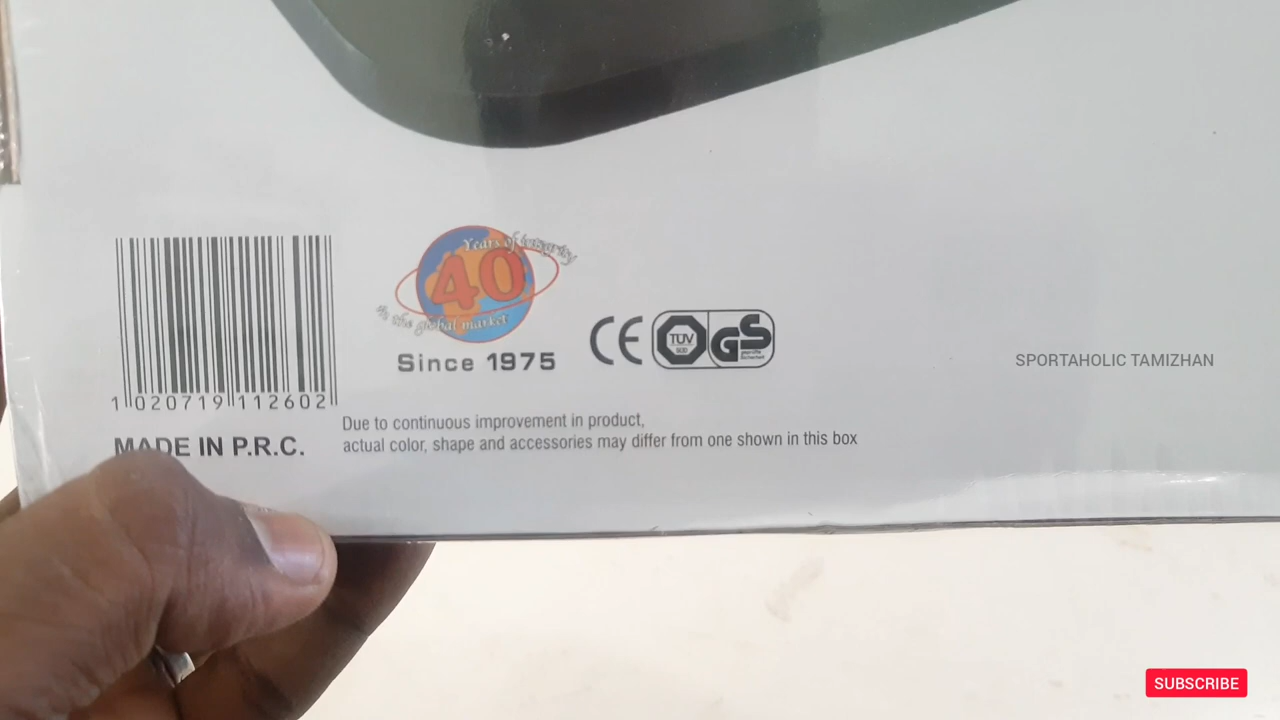 Years of integrity
40
in the global market
Since 1975
CE
TUV
SUD
GS
geprüfte
Sicherheit
1 020719 112602
MADE IN P.R.C.
Due to continuous improvement in product,
actual color, shape and accessories may differ from one shown in this box
SPORTAHOLIC TAMIZHAN
SUBSCRIBE